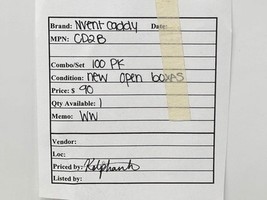 Brand: Nvent caddy Date:
MPN: CD2B
Combo/Set 100 PK
Condition: new open boxes
Price: $ 90
Qty Available: 1
Memo: WW
Vendor:
Loc:
Priced by:
Listed by: